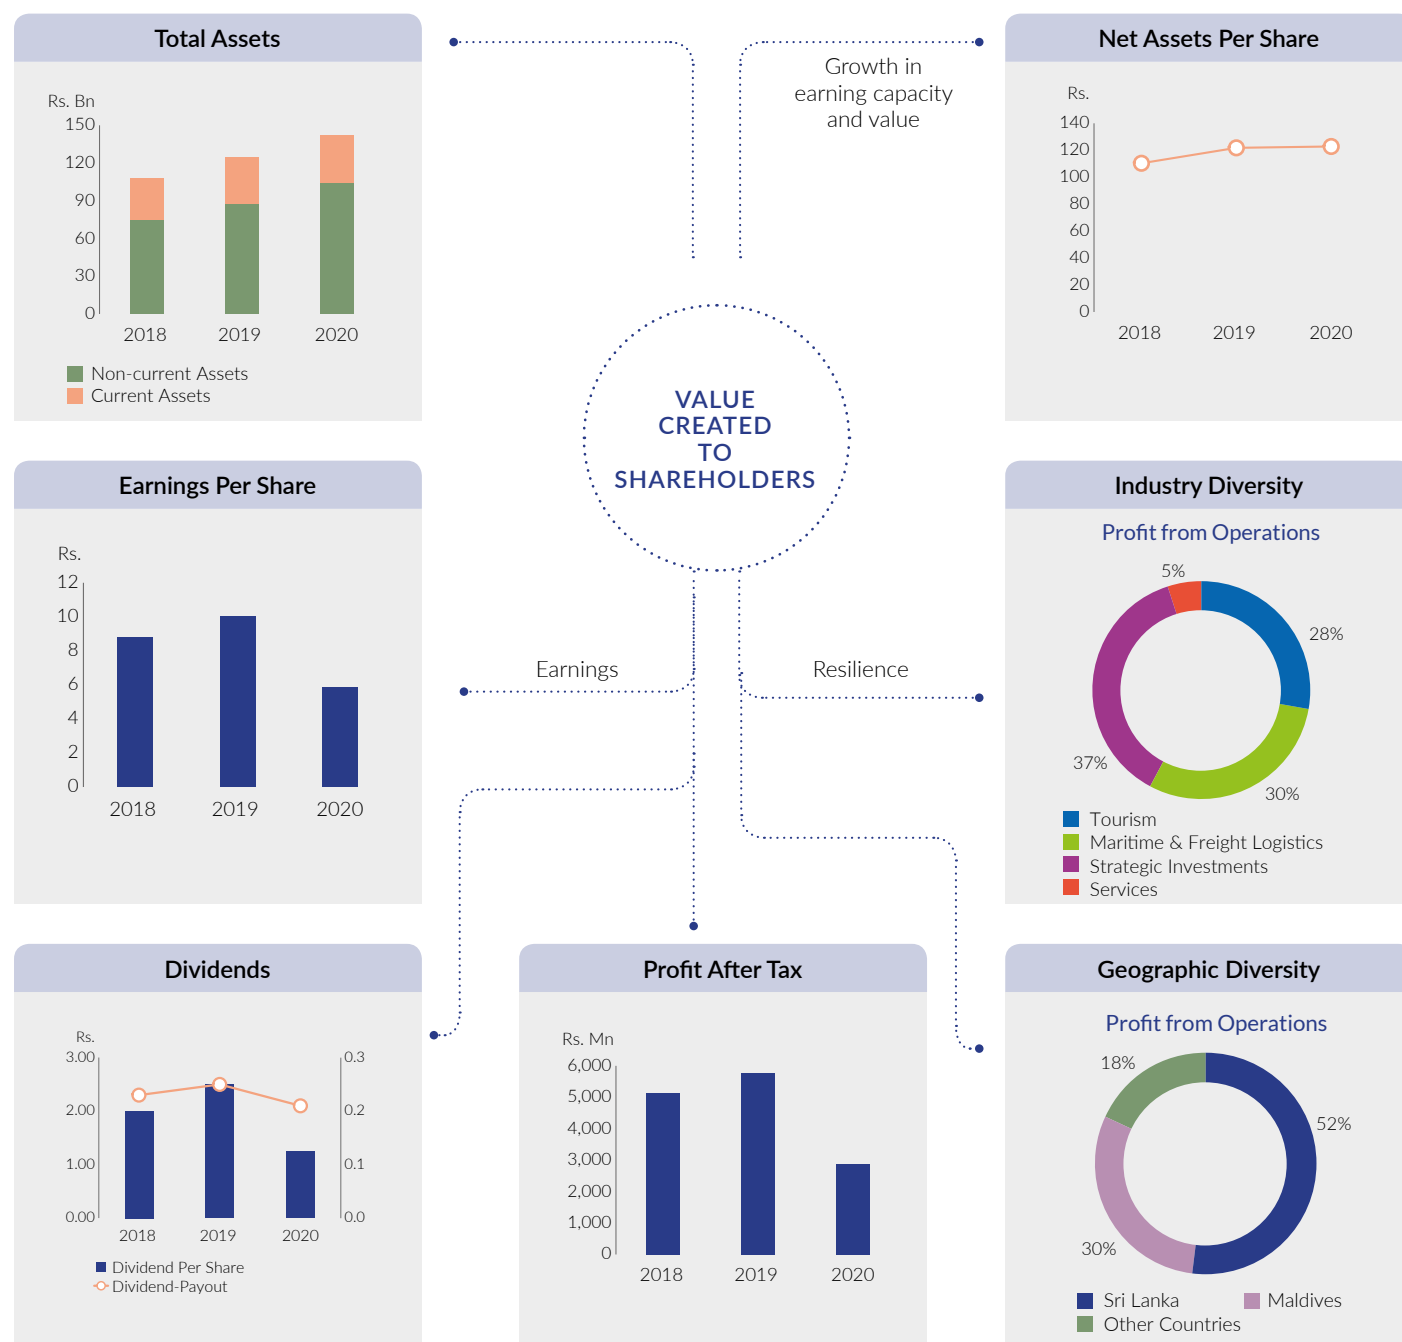 Total Assets
Rs. Bn
150
120
90
60
30
0
2018 2019 2020
Non-current Assets
Current Assets
Growth in
earning capacity
and value
Net Assets Per Share
Rs.
140
120
100
80
60
40
20
0
2018 2019 2020
VALUE
CREATED
TO
SHAREHOLDERS
Earnings Per Share
Rs.
12
10
8
6
4
2
0
2018 2019 2020
Earnings
Resilience
Industry Diversity
Profit from Operations
5%
28%
37%
30%
Tourism
Maritime & Freight Logistics
Strategic Investments
Services
Dividends
Rs.
3.00 0.3
2.00 0.2
1.00 0.1
0.00 0.0
2018 2019 2020
Dividend Per Share
Dividend-Payout
Profit After Tax
Rs. Mn
6,000
5,000
4,000
3,000
2,000
1,000
0
2018 2019 2020
Geographic Diversity
Profit from Operations
18%
52%
30%
Sri Lanka Maldives
Other Countries